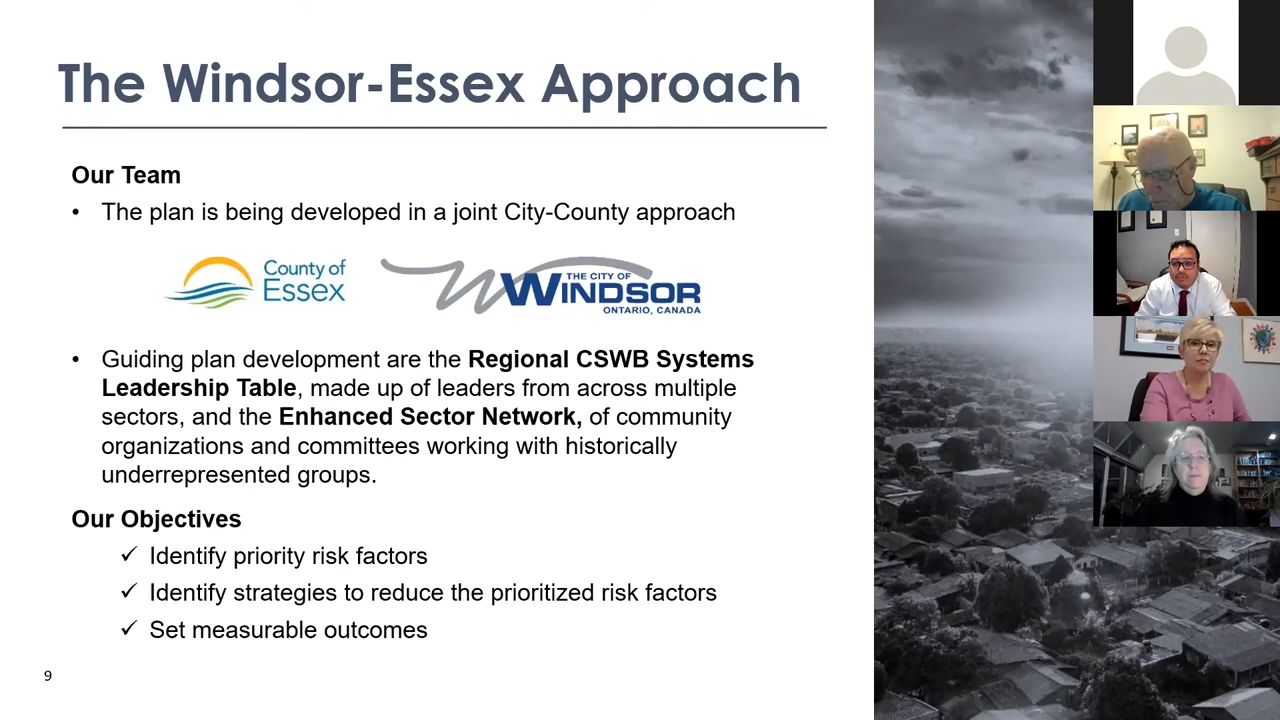 The Windsor-Essex Approach
Our Team
• The plan is being developed in a joint City-County approach
County of
Essex
THE CITY OF
WINDSOR
ONTARIO, CANADA
• Guiding plan development are the Regional CSWB Systems
Leadership Table, made up of leaders from across multiple
sectors, and the Enhanced Sector Network, of community
organizations and committees working with historically
underrepresented groups.
Our Objectives
✓ Identify priority risk factors
✓ Identify strategies to reduce the prioritized risk factors
✓ Set measurable outcomes
9